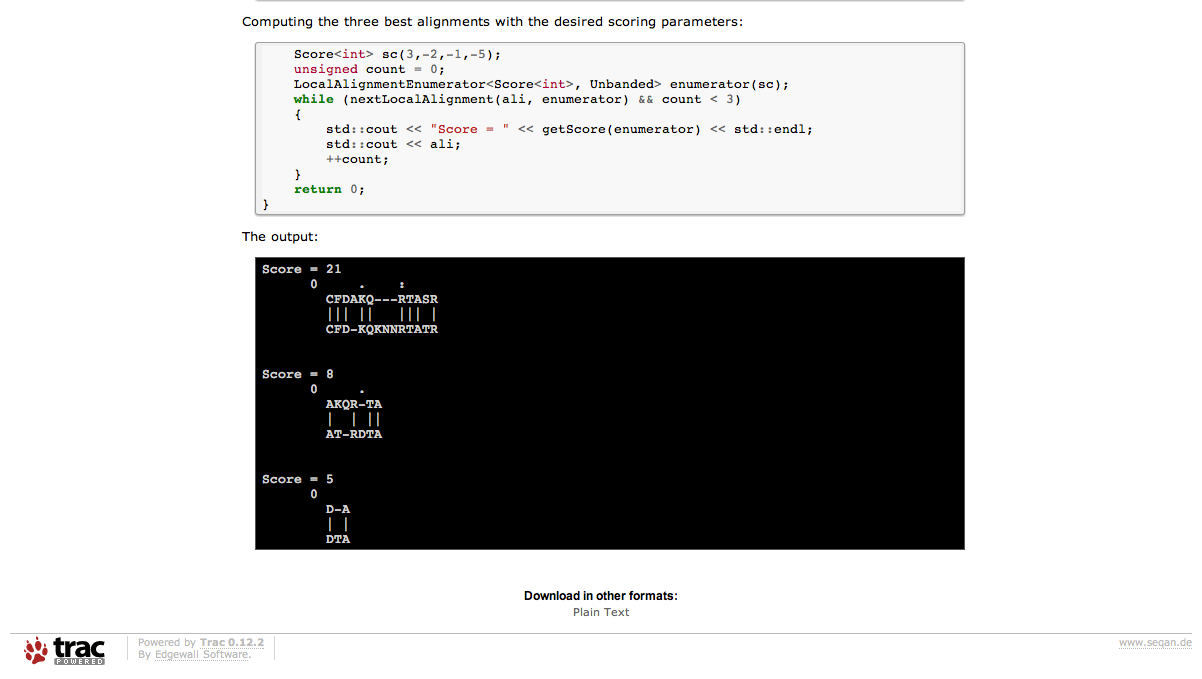 Computing the three best alignments with the desired scoring parameters:
Score<int> sc(3,-2,-1,-5);
unsigned count = 0;
LocalAlignmentEnumerator<Score<int>, Unbanded> enumerator(sc);
while (nextLocalAlignment(ali, enumerator) && count < 3)
{
std::cout << "Score = " << getScore(enumerator) << std::endl;
std::cout << ali;
++count;
}
return 0;
}
The output:
Score = 21
0     .    :
CFDAKQ---RTASR
||| ||   ||| |
CFD-KQKNNRTATR
Score = 8
0     .
AKQR-TA
|  | ||
AT-RDTA
Score = 5
0
D-A
| |
DTA
Download in other formats:
Plain Text
trac
POWERED
Powered by Trac 0.12.2
By Edgewall Software.
www.seqan.de